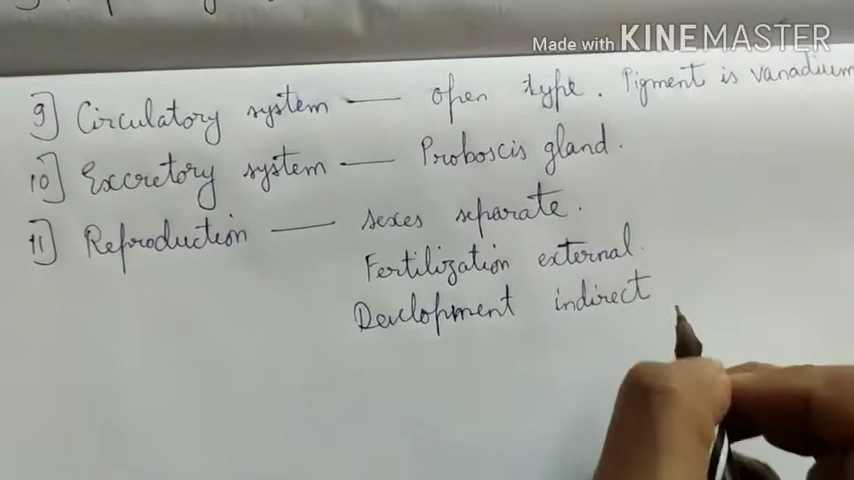 Made with KINEMASTER
9] Circulatory system — open type. Pigment is vanadium
10] Excretory system — Proboscis gland.
11] Reproduction — sexes separate.
Fertilization external.
Development indirect